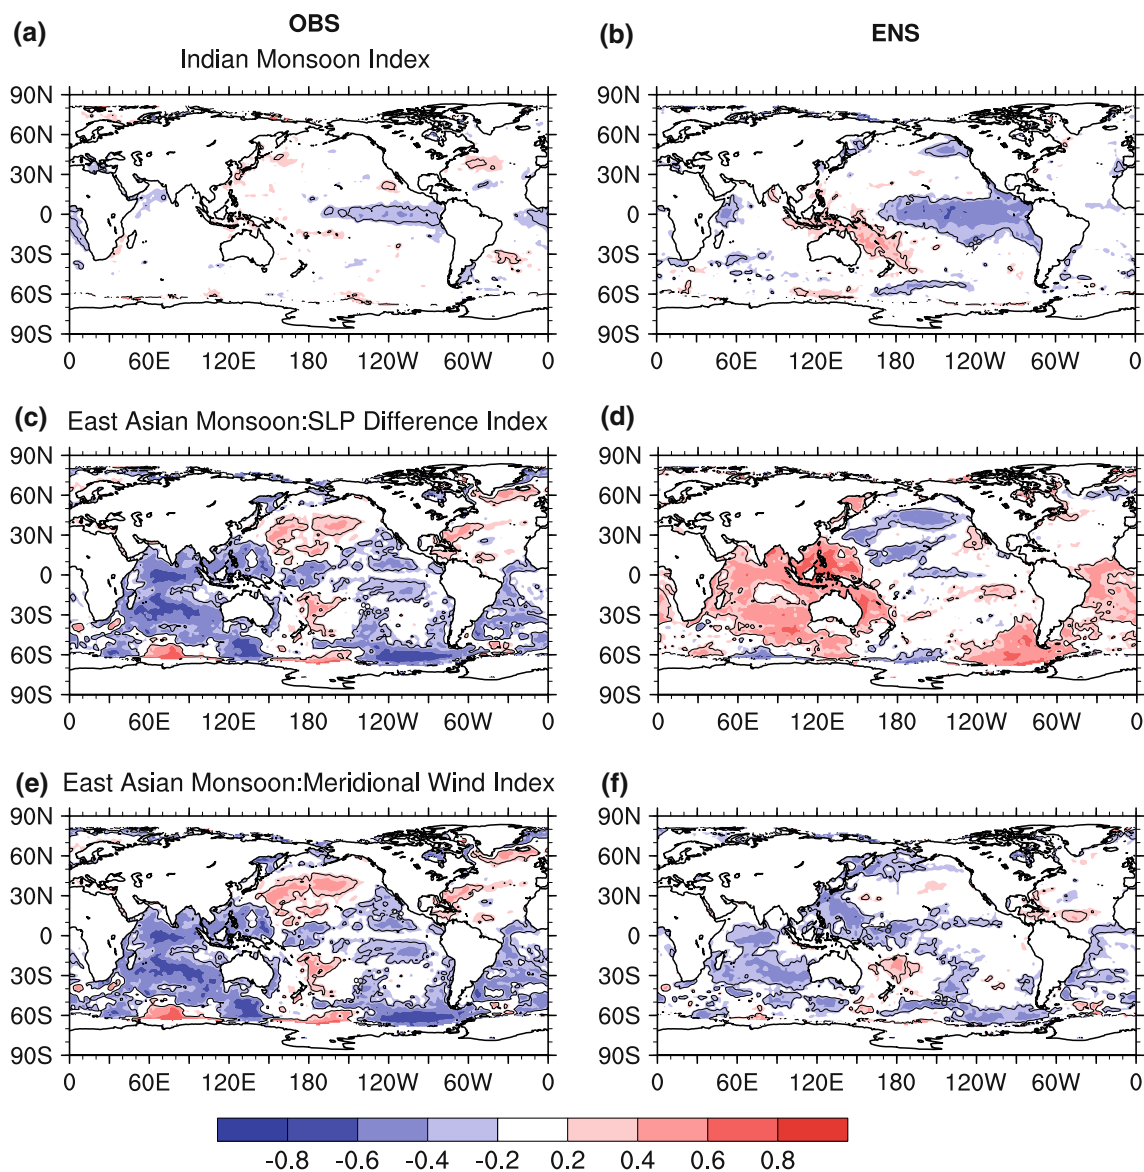 (a) OBS (b) ENS
Indian Monsoon Index
90N 90N
60N 60N
30N 30N
0 0
30S 30S
60S 60S
90S 90S
0 60E 120E 180 120W 60W 0 0 60E 120E 180 120W 60W 0
(c) East Asian Monsoon:SLP Difference Index (d)
90N 90N
60N 60N
30N 30N
0 0
30S 30S
60S 60S
90S 90S
0 60E 120E 180 120W 60W 0 0 60E 120E 180 120W 60W 0
(e) East Asian Monsoon:Meridional Wind Index (f)
90N 90N
60N 60N
30N 30N
0 0
30S 30S
60S 60S
90S 90S
0 60E 120E 180 120W 60W 0 0 60E 120E 180 120W 60W 0
-0.8 -0.6 -0.4 -0.2 0.2 0.4 0.6 0.8